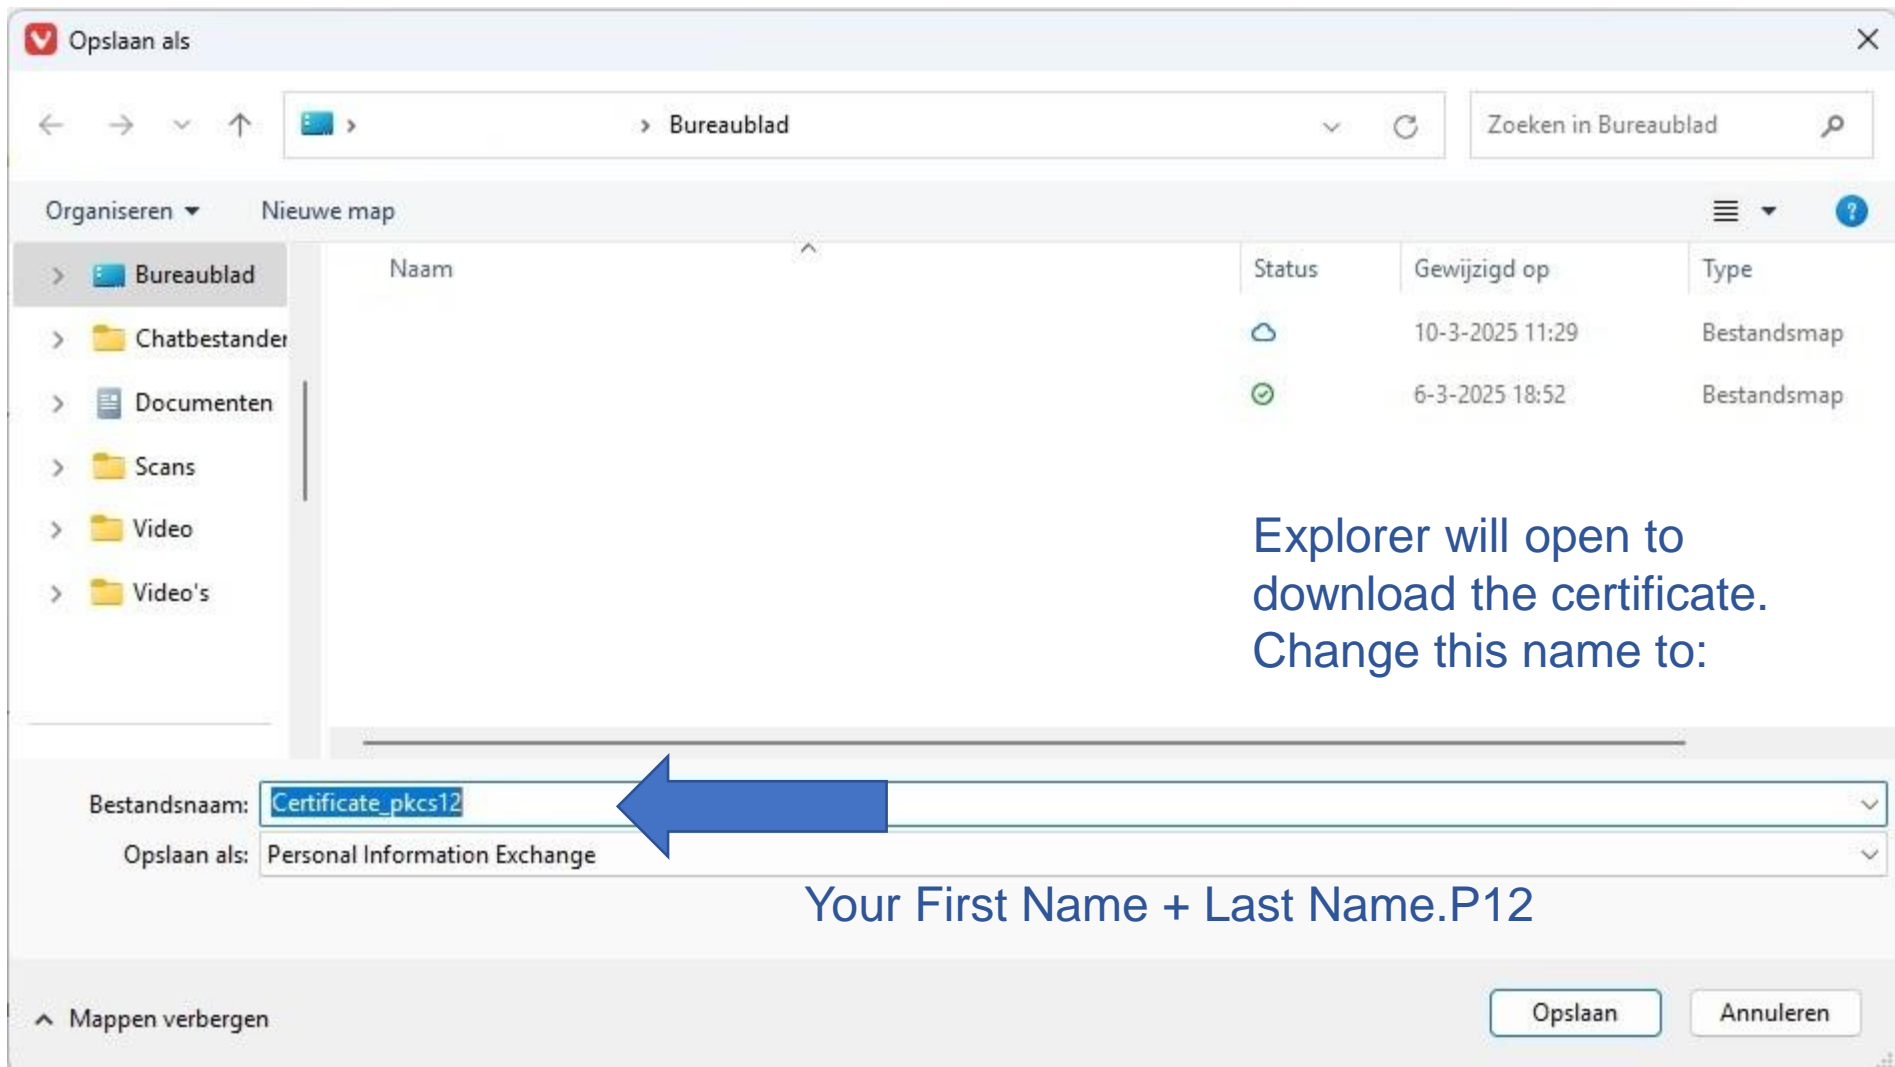 Opslaan als
Bureaublad
Zoeken in Bureaublad
Organiseren
Nieuwe map
Naam
Status
Gewijzigd op
Type
Bureaublad
Chatbestander
Documenten
Scans
Video
Video's
10-3-2025 11:29
Bestandsmap
6-3-2025 18:52
Bestandsmap
Explorer will open to
download the certificate.
Change this name to:
Bestandsnaam: Certificate_pkcs12
Opslaan als: Personal Information Exchange
Your First Name + Last Name.P12
Mappen verbergen
Opslaan
Annuleren